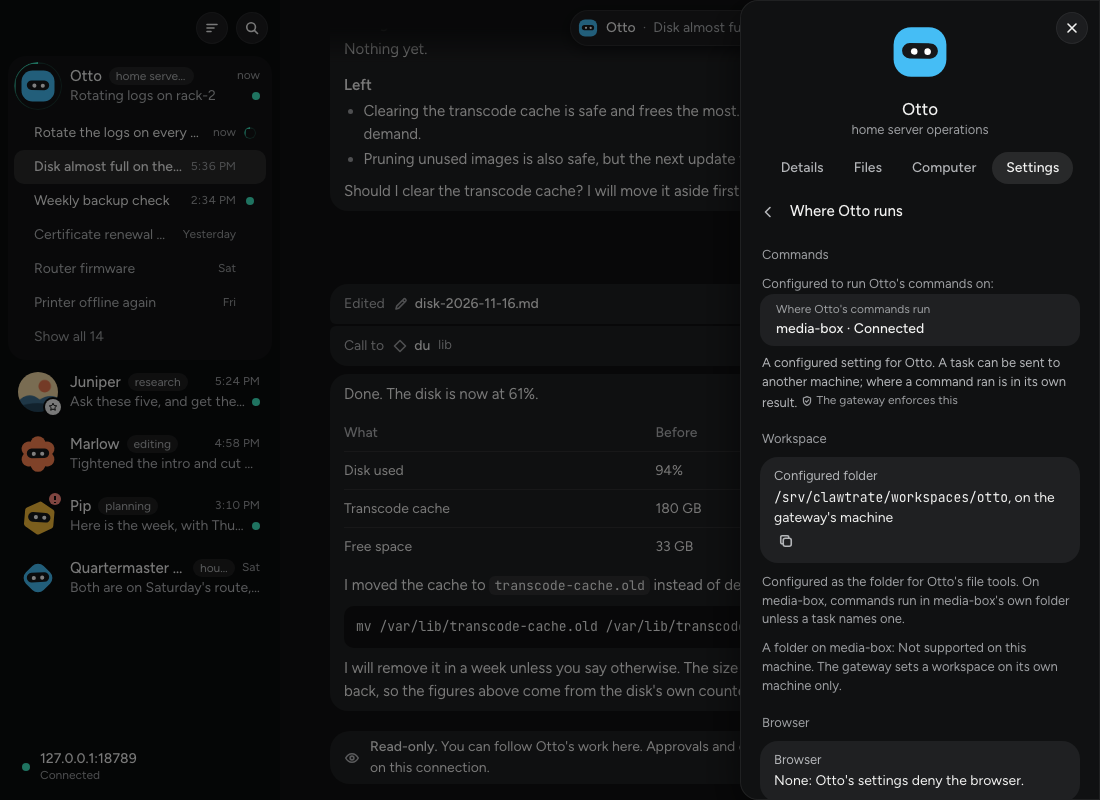 Otto home serve... now
Rotating logs on rack-2
Rotate the logs on every ... now
Disk almost full on the... 5:36 PM
Weekly backup check 2:34 PM
Certificate renewal ... Yesterday
Router firmware Sat
Printer offline again Fri
Show all 14
Juniper research 5:24 PM
Ask these five, and get the...
Marlow editing 4:58 PM
Tightened the intro and cut ...
Pip planning 3:10 PM
Here is the week, with Thu...
Quartermaster ... hou... Sat
Both are on Saturday's route,...
127.0.0.1:18789
Connected
Otto · Disk almost fu
Nothing yet.
Left
• Clearing the transcode cache is safe and frees the most.
demand.
• Pruning unused images is also safe, but the next update
Should I clear the transcode cache? I will move it aside first
Edited disk-2026-11-16.md
Call to du lib
Done. The disk is now at 61%.
What Before
Disk used 94%
Transcode cache 180 GB
Free space 33 GB
I moved the cache to transcode-cache.old instead of de
mv /var/lib/transcode-cache.old /var/lib/transcod
I will remove it in a week unless you say otherwise. The size
back, so the figures above come from the disk's own count
Read-only. You can follow Otto's work here. Approvals and
on this connection.
Otto
home server operations
Details Files Computer Settings
Where Otto runs
Commands
Configured to run Otto's commands on:
Where Otto's commands run
media-box · Connected
A configured setting for Otto. A task can be sent to
another machine; where a command ran is in its own
result. The gateway enforces this
Workspace
Configured folder
/srv/clawtrate/workspaces/otto, on the
gateway's machine
Configured as the folder for Otto's file tools. On
media-box, commands run in media-box's own folder
unless a task names one.
A folder on media-box: Not supported on this
machine. The gateway sets a workspace on its own
machine only.
Browser
Browser
None: Otto's settings deny the browser.